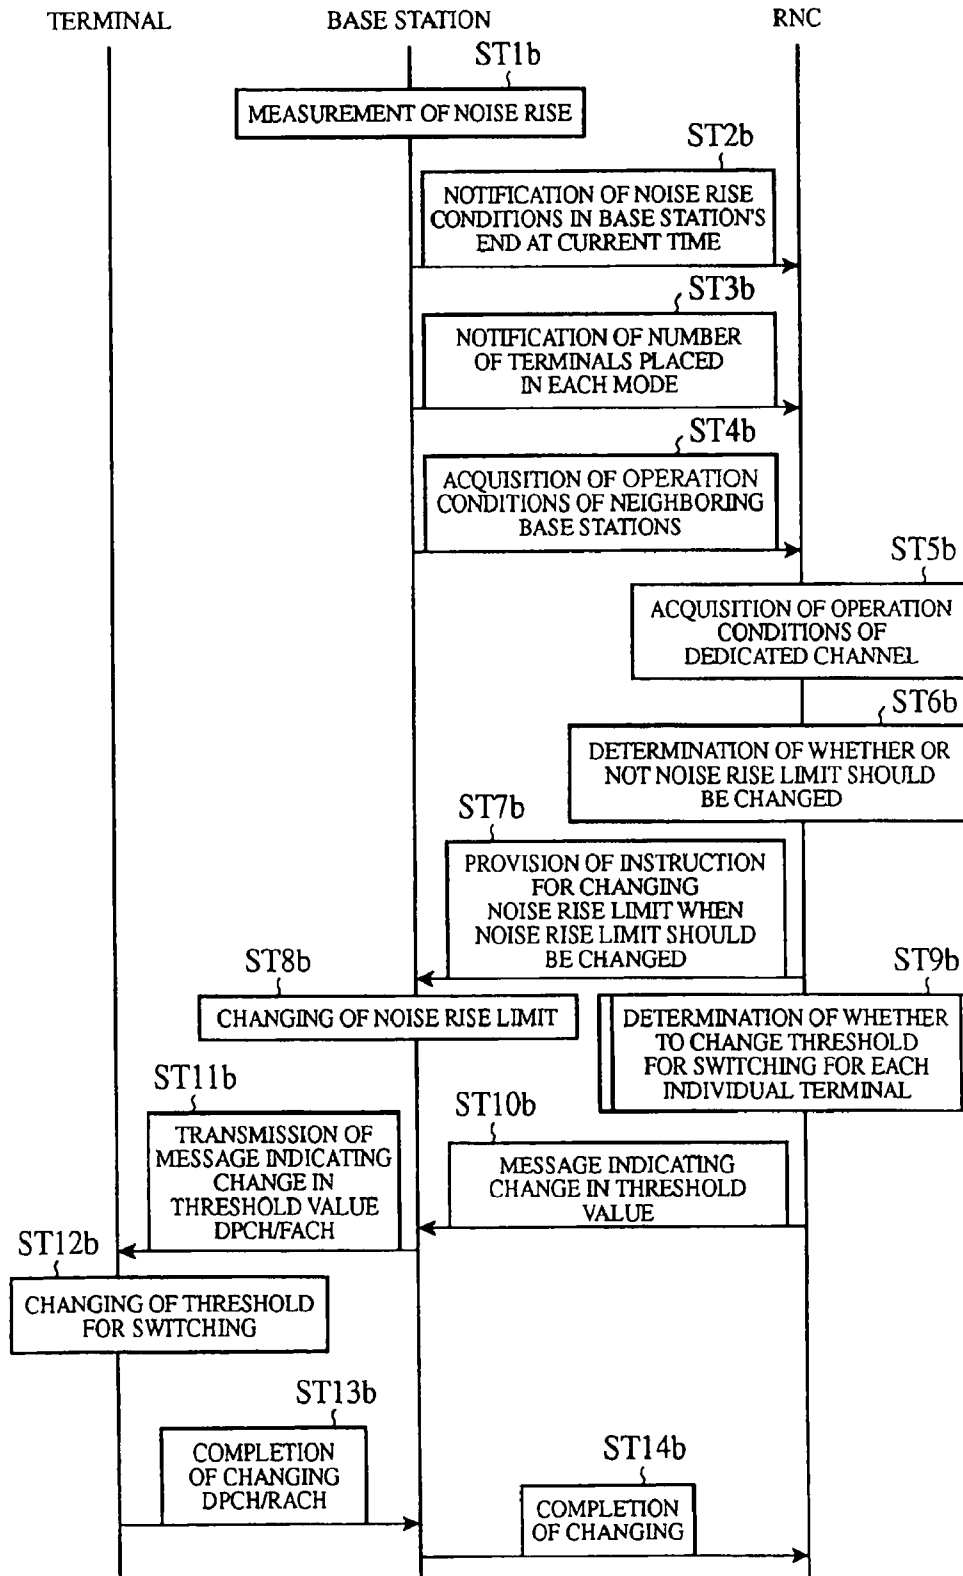 TERMINAL
BASE STATION
RNC
ST1b
MEASUREMENT OF NOISE RISE
ST2b
NOTIFICATION OF NOISE RISE
CONDITIONS IN BASE STATION'S
END AT CURRENT TIME
ST3b
NOTIFICATION OF NUMBER
OF TERMINALS PLACED
IN EACH MODE
ST4b
ACQUISITION OF OPERATION
CONDITIONS OF NEIGHBORING
BASE STATIONS
ST5b
ACQUISITION OF OPERATION
CONDITIONS OF
DEDICATED CHANNEL
ST6b
DETERMINATION OF WHETHER OR
NOT NOISE RISE LIMIT SHOULD
BE CHANGED
ST7b
PROVISION OF INSTRUCTION
FOR CHANGING
NOISE RISE LIMIT WHEN
NOISE RISE LIMIT SHOULD
BE CHANGED
ST8b
CHANGING OF NOISE RISE LIMIT
ST9b
DETERMINATION OF WHETHER
TO CHANGE THRESHOLD
FOR SWITCHING FOR EACH
INDIVIDUAL TERMINAL
ST10b
MESSAGE INDICATING
CHANGE IN THRESHOLD
VALUE
ST11b
TRANSMISSION OF
MESSAGE INDICATING
CHANGE IN
THRESHOLD VALUE
DPCH/FACH
ST12b
CHANGING OF THRESHOLD
FOR SWITCHING
ST13b
COMPLETION
OF CHANGING
DPCH/RACH
ST14b
COMPLETION
OF CHANGING